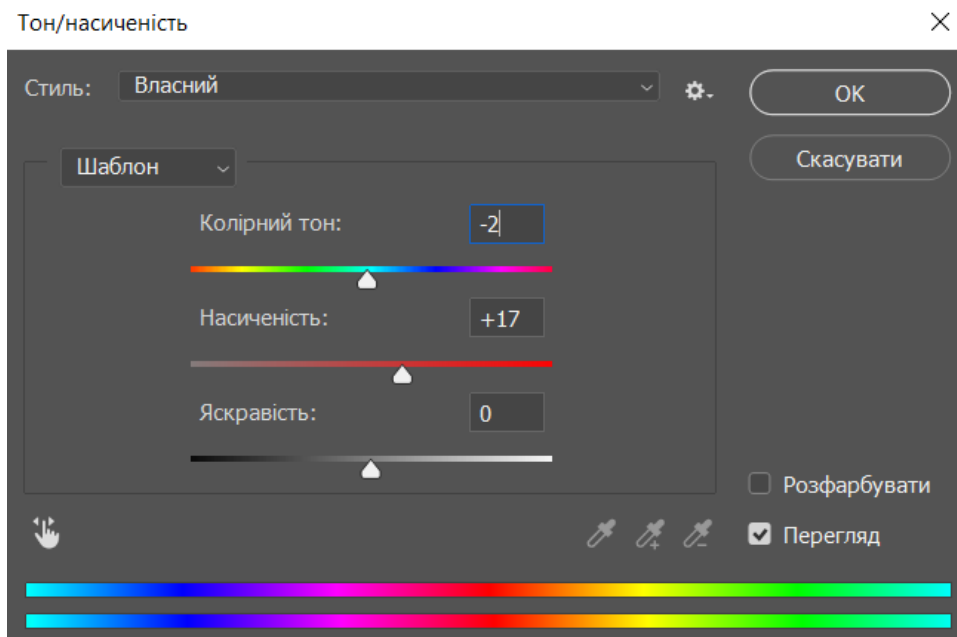 Тон/насиченість
Стиль: Власний
OK
Шаблон
Скасувати
Колірний тон: -2
Насиченість: +17
Яскравість: 0
Розфарбувати
Перегляд